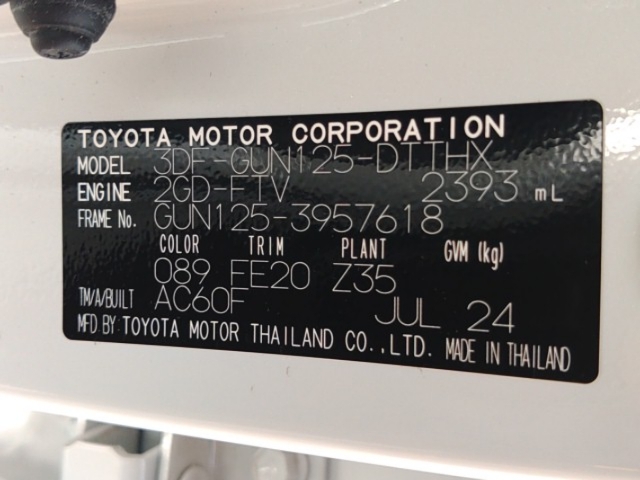 TOYOTA MOTOR CORPORATION
MODEL 3DF-GUN125-DTTHX
ENGINE 2GD-FTV 2393 mL
FRAME No. GUN125-3957618
COLOR TRIM PLANT GVM (kg)
089 FE20 Z35
TM/A/BUILT AC60F JUL 24
MFD.BY:TOYOTA MOTOR THAILAND CO.,LTD. MADE IN THAILAND